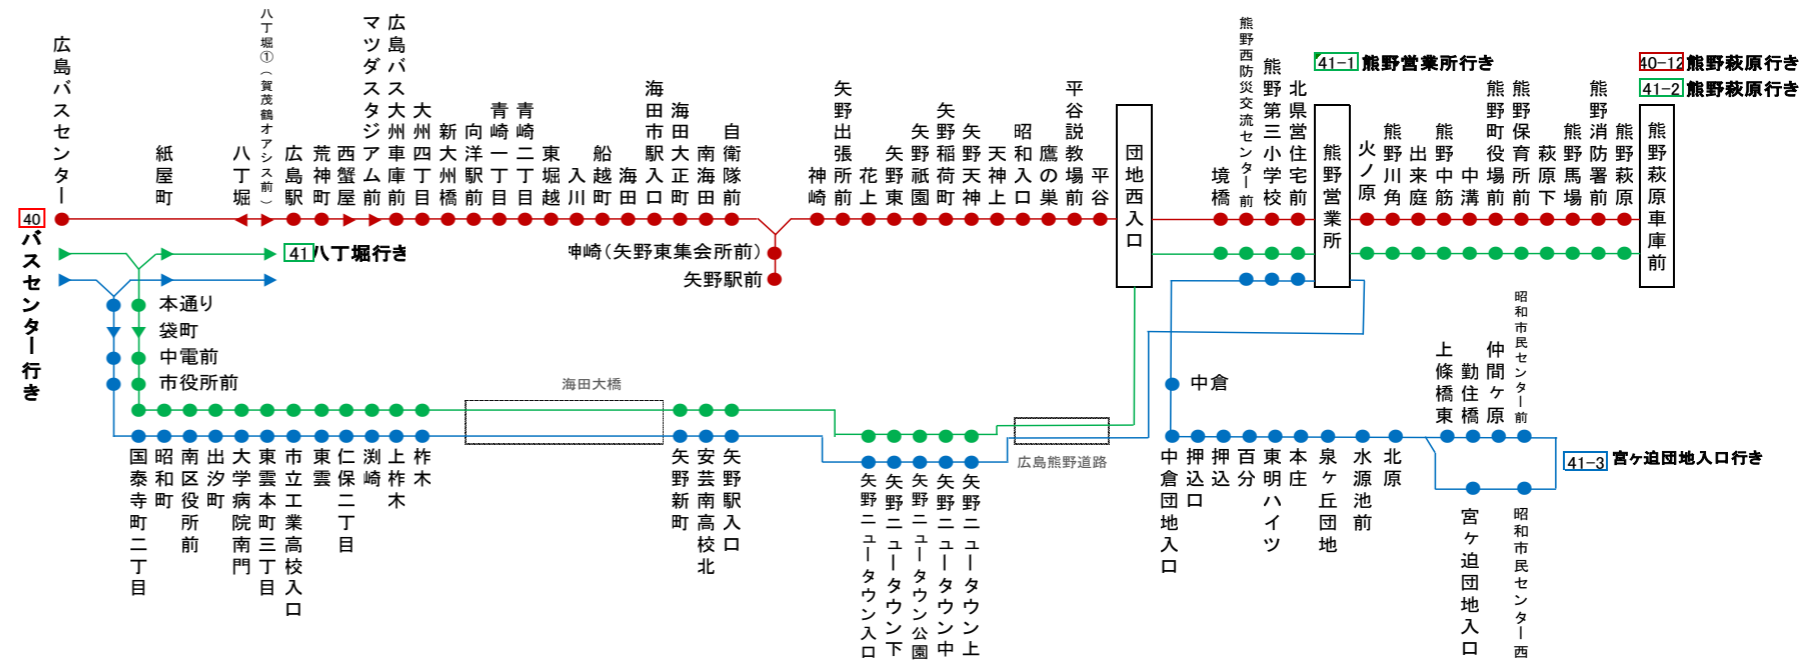 40
バスセンター行き
広島バスセンター
紙屋町
八丁堀
八丁堀①(賀茂鶴オアシス前)
広島駅
荒神町
西蟹屋
マツダスタジアム前
広島バス大州車庫前
大州四丁目
新大州橋
向洋駅前
青崎一丁目
青崎二丁目
東堀越
入川
船越町
海田
海田市駅入口
海田大正町
南海田
自衛隊前
神崎(矢野東集会所前)
矢野駅前
神崎
矢野出張所前
花上
矢野東
矢野祇園
矢野稲荷町
矢野天神
天神上
昭和入口
鷹の巣
平谷説教場前
平谷
団地西入口
境橋
熊野西防災交流センター前
熊野第三小学校
北県営住宅前
熊野営業所
火ノ原
熊野川角
出来庭
熊野中筋
中溝
熊野町役場前
熊野保育所前
萩原下
熊野馬場
熊野消防署前
熊野萩原
熊野萩原車庫前
41-1 熊野営業所行き
40-12 熊野萩原行き
41-2 熊野萩原行き
41 八丁堀行き
本通り
袋町
中電前
市役所前
国泰寺町二丁目
昭和町
南区役所前
出汐町
大学病院南門
東雲本町三丁目
市立工業高校入口
東雲
仁保二丁目
渕崎
上柞木
柞木
海田大橋
矢野新町
安芸南高校北
矢野駅入口
矢野ニュータウン入口
矢野ニュータウン下
矢野ニュータウン公園
矢野ニュータウン中
矢野ニュータウン上
広島熊野道路
中倉
中倉団地入口
押込口
押込
百分
東明ハイツ
本庄
泉ヶ丘団地
水源池前
北原
上條橋東
勤住橋
仲間ヶ原
昭和市民センター前
宮ヶ迫団地入口
昭和市民センター西
41-3 宮ヶ迫団地入口行き